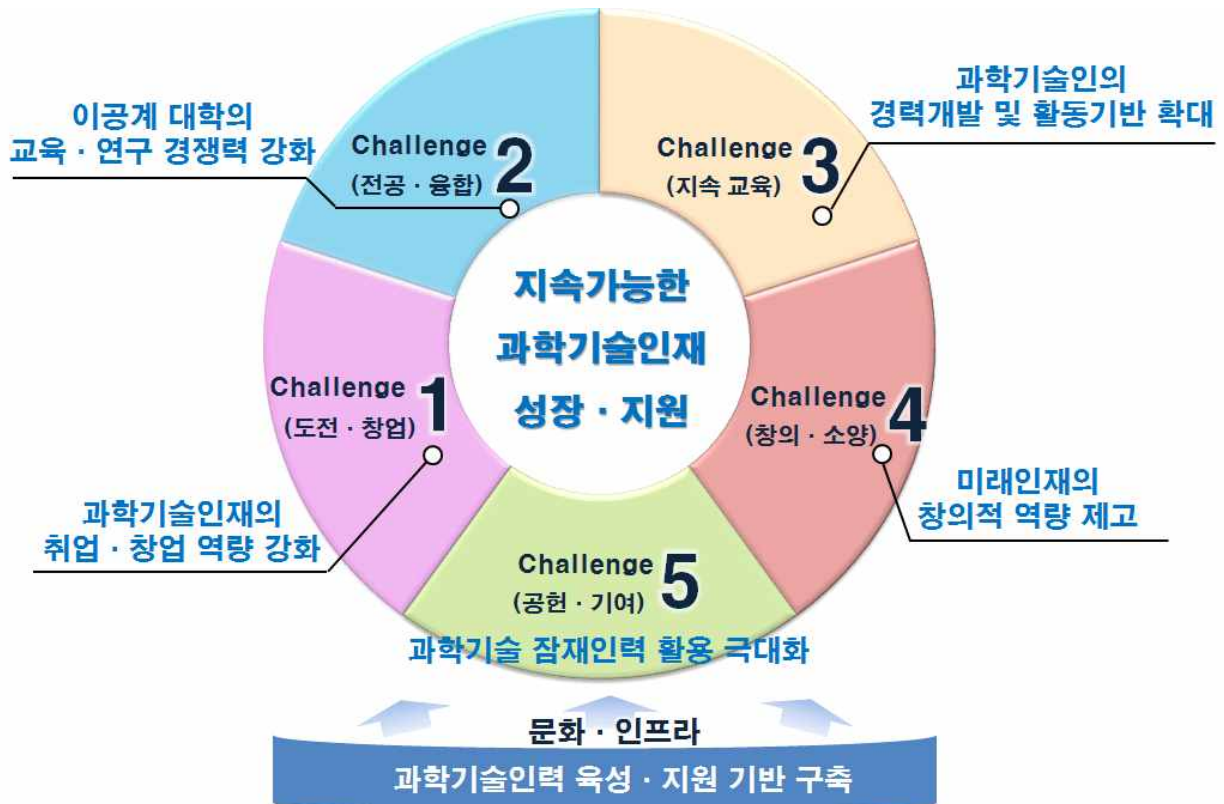 이공계 대학의
교육 · 연구 경쟁력 강화
Challenge 2
(전공 · 융합)
과학기술인의
경력개발 및 활동기반 확대
Challenge 3
(지속 교육)
지속가능한
과학기술인재
성장 · 지원
Challenge 1
(도전 · 창업)
과학기술인재의
취업 · 창업 역량 강화
Challenge 4
(창의 · 소양)
미래인재의
창의적 역량 제고
Challenge 5
(공헌 · 기여)
과학기술 잠재인력 활용 극대화
문화 · 인프라
과학기술인력 육성 · 지원 기반 구축